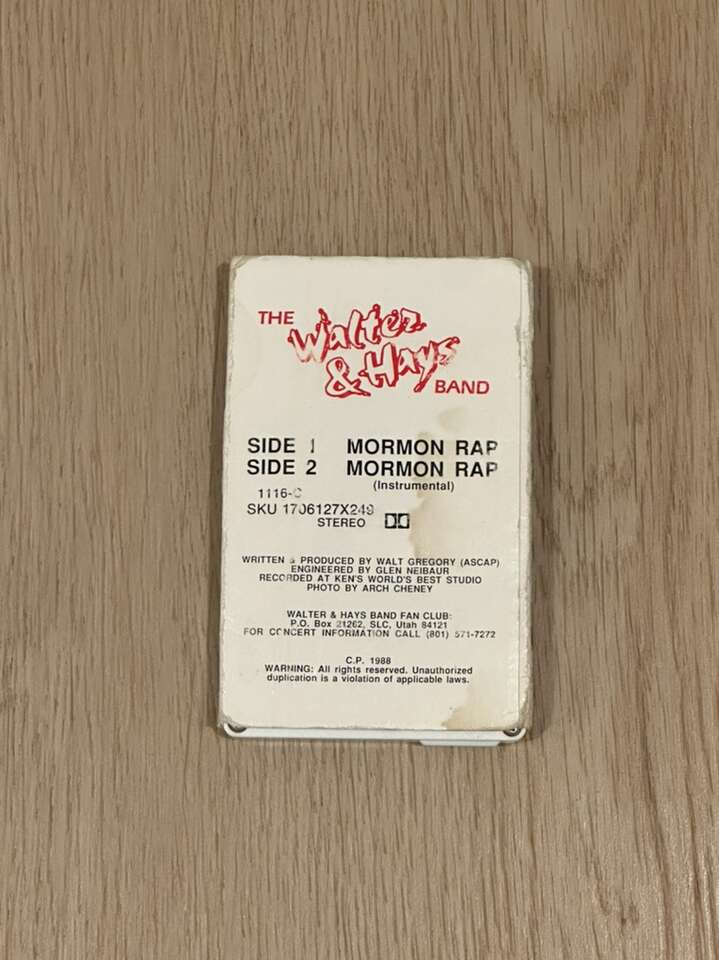 THE Walter & Hays BAND
SIDE 1 MORMON RAP
SIDE 2 MORMON RAP
(Instrumental)
1116-C
SKU 1706127X249
STEREO
WRITTEN & PRODUCED BY WALT GREGORY (ASCAP)
ENGINEERED BY GLEN NEIBAUR
RECORDED AT KEN'S WORLD'S BEST STUDIO
PHOTO BY ARCH CHENEY
WALTER & HAYS BAND FAN CLUB:
P.O. Box 21262, SLC, Utah 84121
FOR CONCERT INFORMATION CALL (801) 571-7272
C.P. 1988
WARNING: All rights reserved. Unauthorized
duplication is a violation of applicable laws.